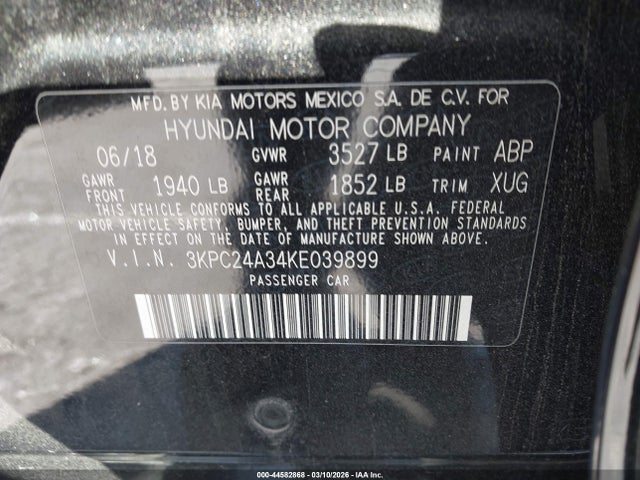 MFD. BY KIA MOTORS MEXICO S.A. DE C.V. FOR
HYUNDAI MOTOR COMPANY
06/18 GVWR 3527 LB PAINT ABP
GAWR FRONT 1940 LB GAWR REAR 1852 LB TRIM XUG
THIS VEHICLE CONFORMS TO ALL APPLICABLE U.S.A. FEDERAL
MOTOR VEHICLE SAFETY, BUMPER, AND THEFT PREVENTION STANDARDS
IN EFFECT ON THE DATE OF MANUFACTURE SHOWN ABOVE.
V.I.N. 3KPC24A34KE039899
PASSENGER CAR
000-44582868 | 03/10/2026 | IAA Inc.